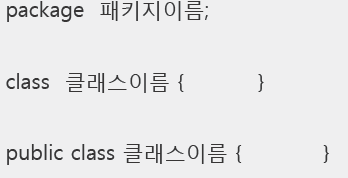 package 패키지이름;
class 클래스이름 { }
public class 클래스이름 { }